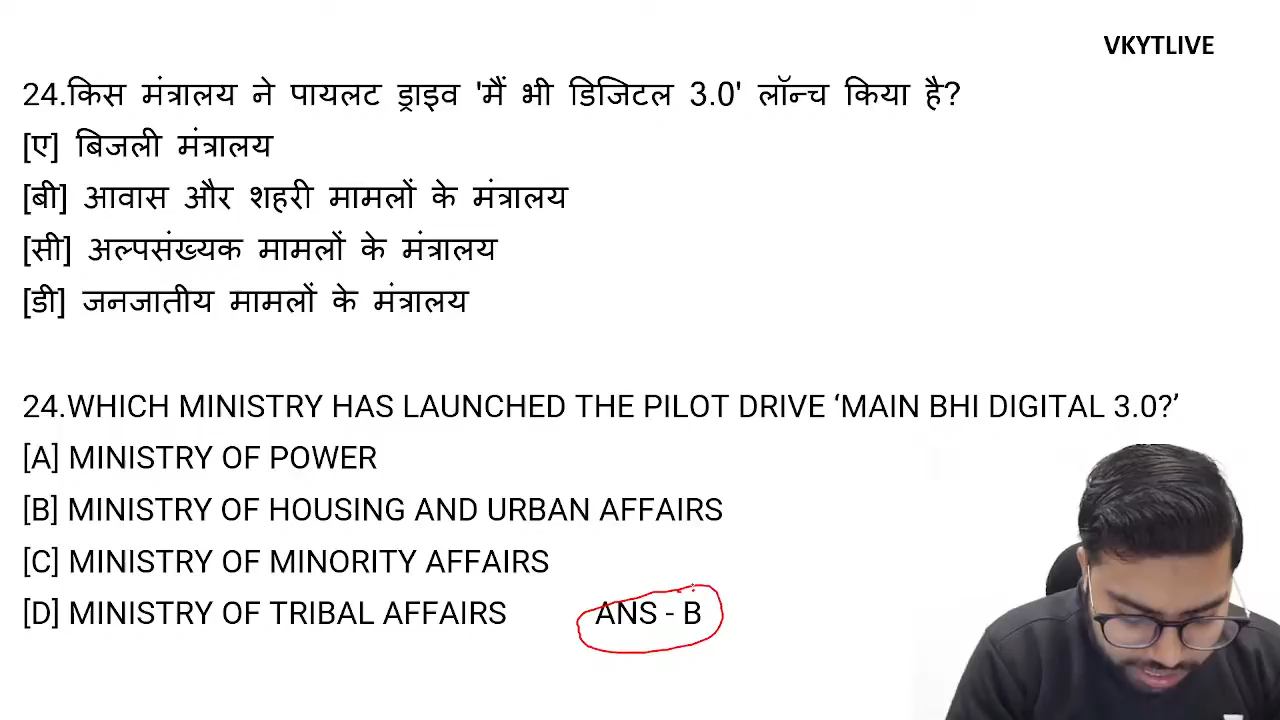 VKYTLIVE
24.किस मंत्रालय ने पायलट ड्राइव 'मैं भी डिजिटल 3.0' लॉन्च किया है?
[ए] बिजली मंत्रालय
[बी] आवास और शहरी मामलों के मंत्रालय
[सी] अल्पसंख्यक मामलों के मंत्रालय
[डी] जनजातीय मामलों के मंत्रालय
24.WHICH MINISTRY HAS LAUNCHED THE PILOT DRIVE ‘MAIN BHI DIGITAL 3.0?’
[A] MINISTRY OF POWER
[B] MINISTRY OF HOUSING AND URBAN AFFAIRS
[C] MINISTRY OF MINORITY AFFAIRS
[D] MINISTRY OF TRIBAL AFFAIRS ANS - B